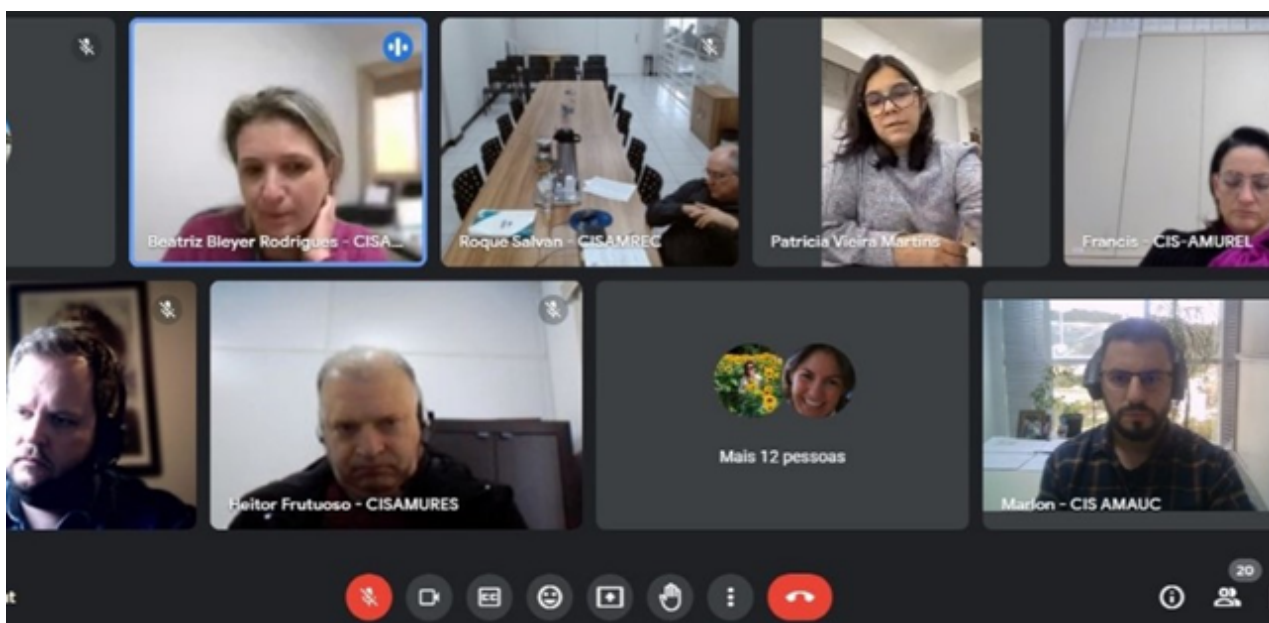 Beatriz Bleyer Rodrigues - CISA...
Roque Salvan - CISAMREC
Patricia Vieira Martins
Francis - CIS-AMUREL
Heitor Frutuoso - CISAMURES
Mais 12 pessoas
Marlon - CIS AMAUC
CC
20